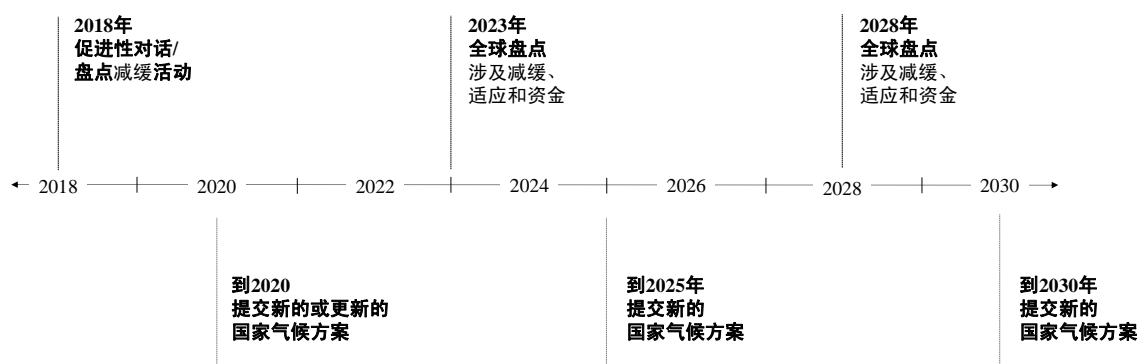 2018年
促进性对话/
盘点减缓活动
2023年
全球盘点
涉及减缓、
适应和资金
2028年
全球盘点
涉及减缓、
适应和资金
2018 2020 2022 2024 2026 2028 2030
到2020
提交新的或更新的
国家气候方案
到2025年
提交新的
国家气候方案
到2030年
提交新的
国家气候方案